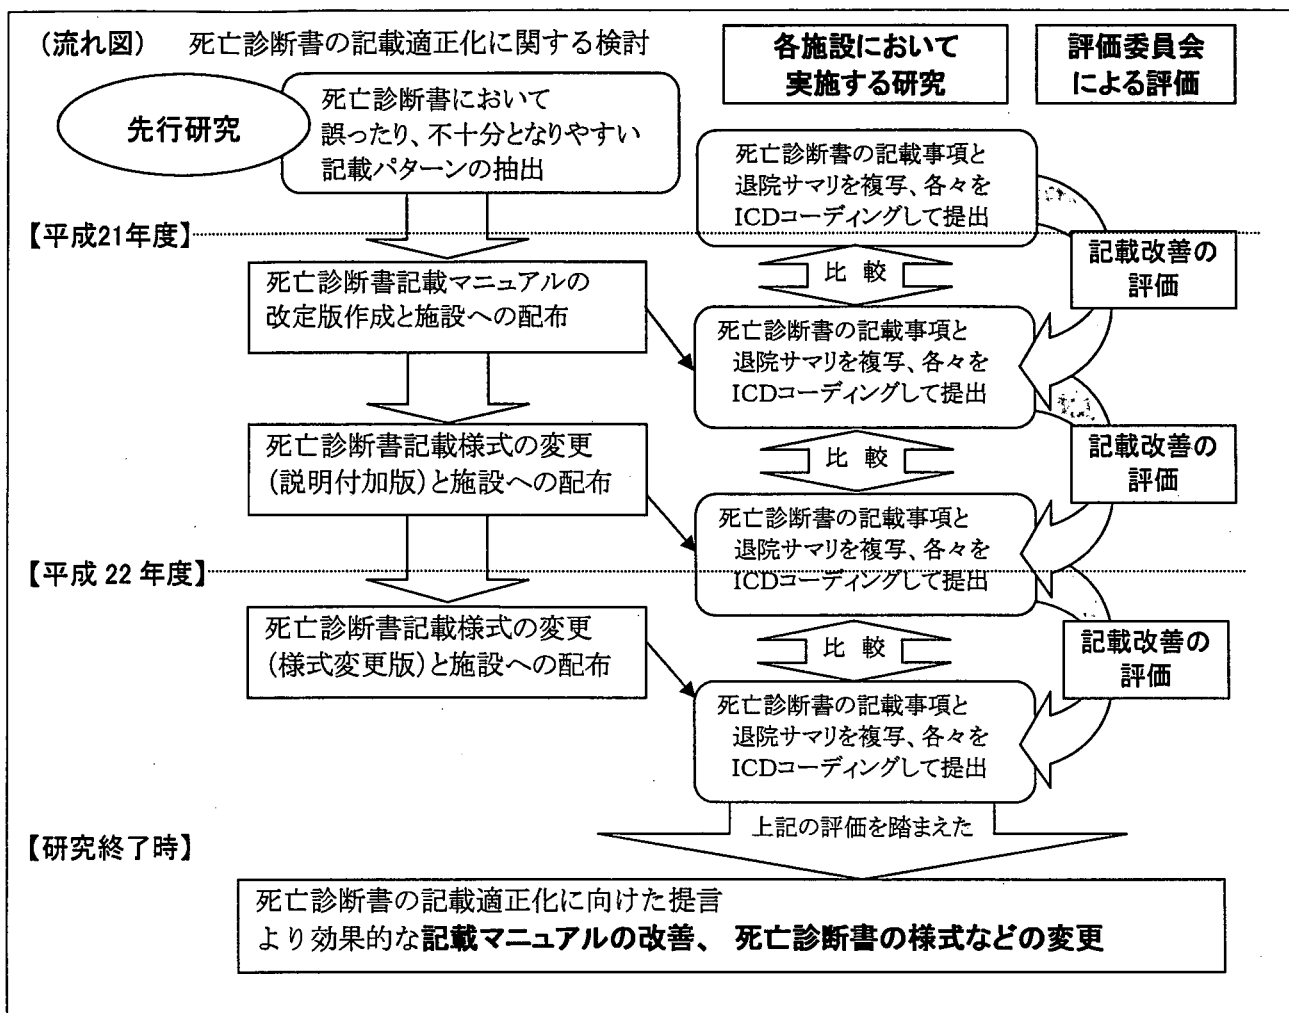 (流れ図) 死亡診断書の記載適正化に関する検討
各施設において
実施する研究
評価委員会
による評価
先行研究
死亡診断書において
誤ったり、不十分となりやすい
記載パターンの抽出
死亡診断書の記載事項と
退院サマリを複写、各々を
ICDコーディングして提出
【平成21年度】
記載改善の
評価
比 較
死亡診断書記載マニュアルの
改定版作成と施設への配布
死亡診断書の記載事項と
退院サマリを複写、各々を
ICDコーディングして提出
記載改善の
評価
比 較
死亡診断書記載様式の変更
(説明付加版)と施設への配布
死亡診断書の記載事項と
退院サマリを複写、各々を
ICDコーディングして提出
【平成 22 年度】
記載改善の
評価
比 較
死亡診断書記載様式の変更
(様式変更版)と施設への配布
死亡診断書の記載事項と
退院サマリを複写、各々を
ICDコーディングして提出
上記の評価を踏まえた
【研究終了時】
死亡診断書の記載適正化に向けた提言
より効果的な記載マニュアルの改善、 死亡診断書の様式などの変更